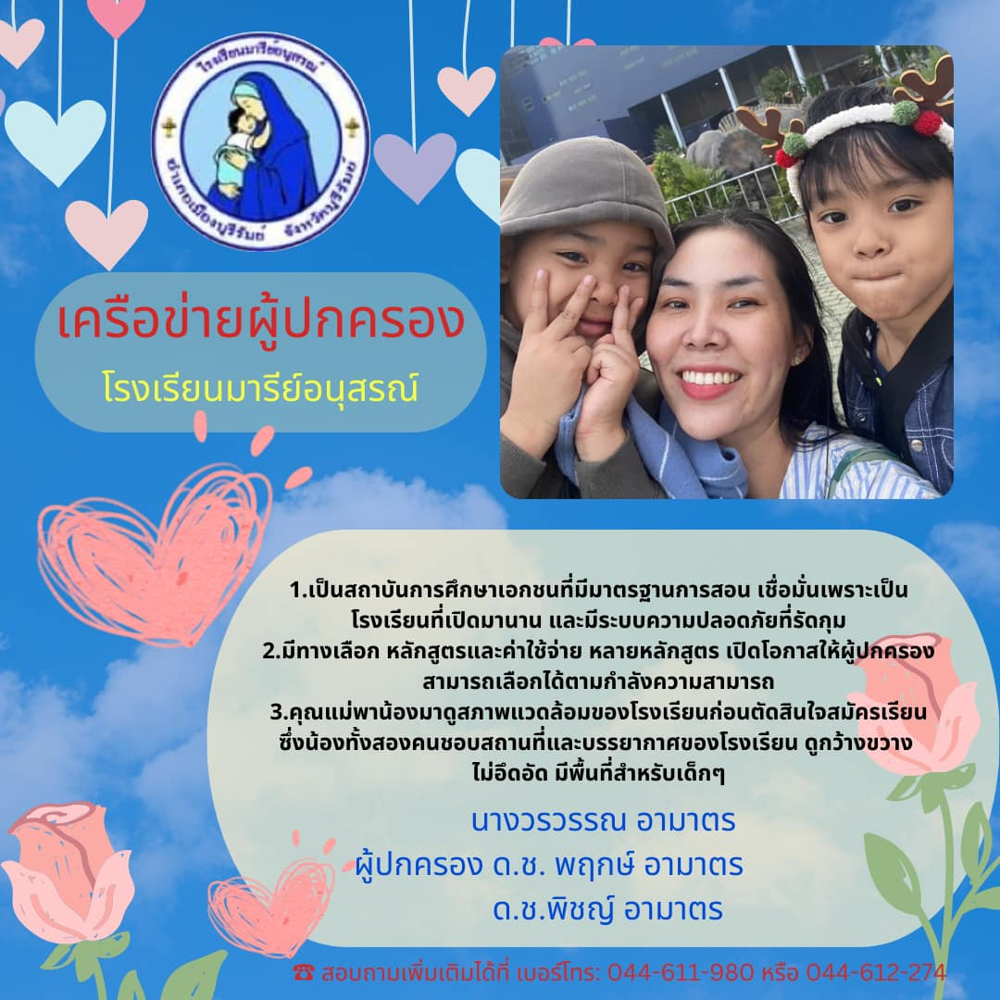 โรงเรียนมารีย์อนุสรณ์
อำเภอเมืองบุรีรัมย์ จังหวัดบุรีรัมย์
เครือข่ายผู้ปกครอง
โรงเรียนมารีย์อนุสรณ์
1.เป็นสถาบันการศึกษาเอกชนที่มีมาตรฐานการสอน เชื่อมั่นเพราะเป็น
โรงเรียนที่เปิดมานาน และมีระบบความปลอดภัยที่รัดกุม
2.มีทางเลือก หลักสูตรและค่าใช้จ่าย หลายหลักสูตร เปิดโอกาสให้ผู้ปกครอง
สามารถเลือกได้ตามกำลังความสามารถ
3.คุณแม่พาน้องมาดูสภาพแวดล้อมของโรงเรียนก่อนตัดสินใจสมัครเรียน
ซึ่งน้องทั้งสองคนชอบสถานที่และบรรยากาศของโรงเรียน ดูกว้างขวาง
ไม่อึดอัด มีพื้นที่สำหรับเด็กๆ
นางวรวรรณ อามาตร
ผู้ปกครอง ด.ช. พฤกษ์ อามาตร
ด.ช.พิชญ์ อามาตร
☎ สอบถามเพิ่มเติมได้ที่ เบอร์โทร: 044-611-980 หรือ 044-612-274